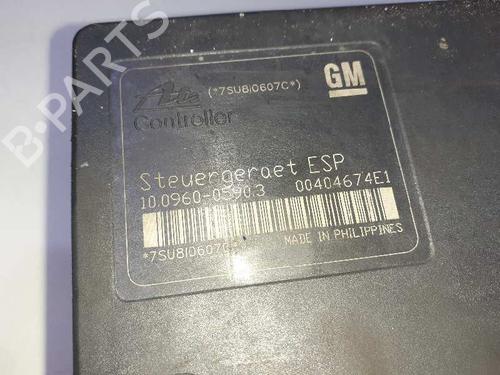 B-PARTS
Ate (*7SU8I0607C*) GM
Controller
Steuergeraet ESP
10.0960-0590.3 00404674E1
*7SU8I0607C*
MADE IN PHILIPPINES